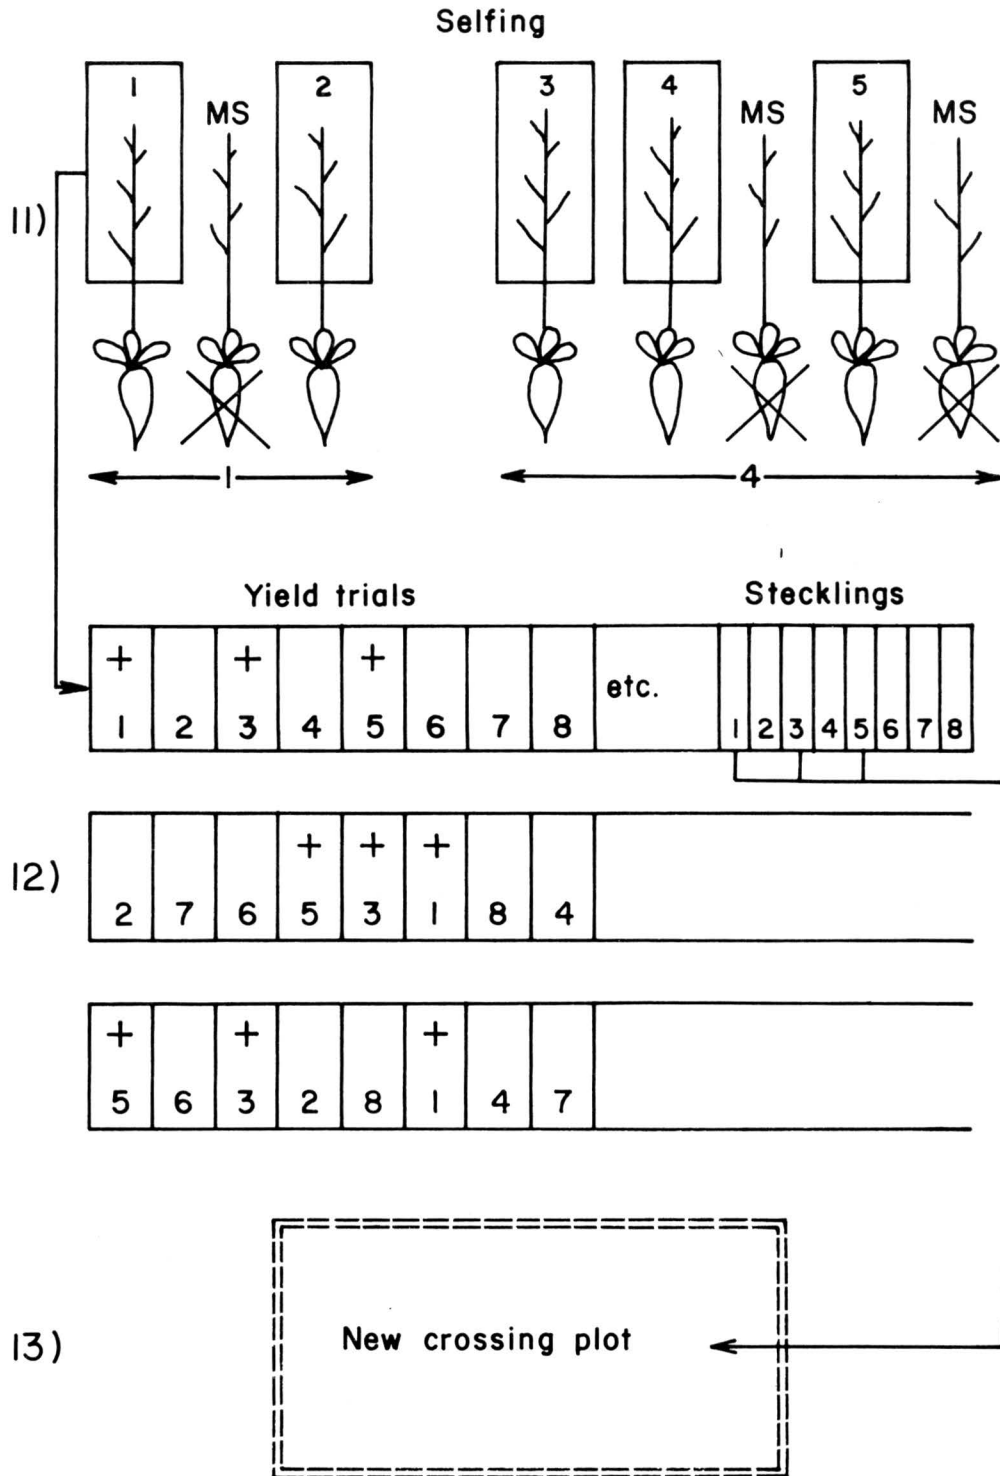 Selfing
1 MS 2 3 4 MS 5 MS
11)
1 4
Yield trials Stecklings
+ + +
etc.
1 2 3 4 5 6 7 8 1 2 3 4 5 6 7 8
+ + +
12)
2 7 6 5 3 1 8 4
+ + +
5 6 3 2 8 1 4 7
13) New crossing plot